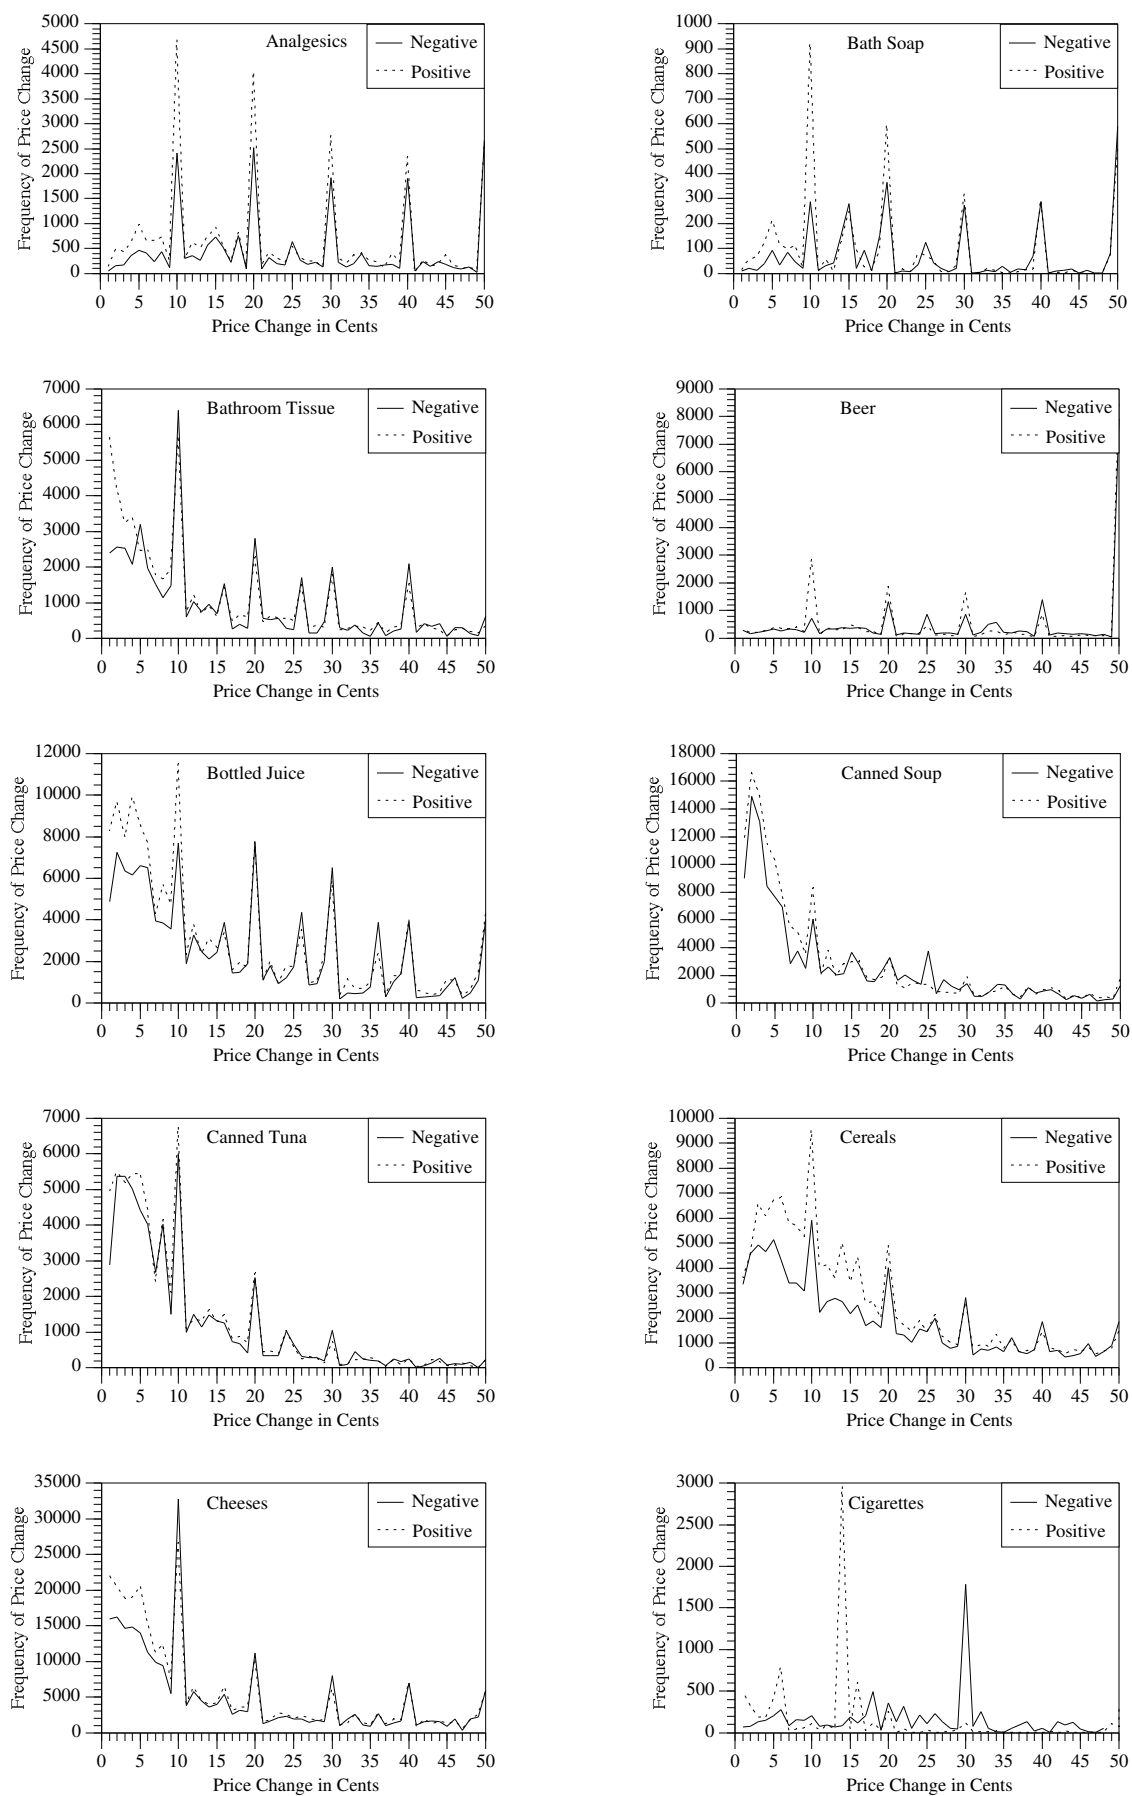 Analgesics
Negative
Positive
5000
4500
4000
3500
3000
2500
2000
1500
1000
500
0
Frequency of Price Change
0 5 10 15 20 25 30 35 40 45 50
Price Change in Cents
Bath Soap
Negative
Positive
1000
900
800
700
600
500
400
300
200
100
0
Frequency of Price Change
0 5 10 15 20 25 30 35 40 45 50
Price Change in Cents
Bathroom Tissue
Negative
Positive
7000
6000
5000
4000
3000
2000
1000
0
Frequency of Price Change
0 5 10 15 20 25 30 35 40 45 50
Price Change in Cents
Beer
Negative
Positive
9000
8000
7000
6000
5000
4000
3000
2000
1000
0
Frequency of Price Change
0 5 10 15 20 25 30 35 40 45 50
Price Change in Cents
Bottled Juice
Negative
Positive
12000
10000
8000
6000
4000
2000
0
Frequency of Price Change
0 5 10 15 20 25 30 35 40 45 50
Price Change in Cents
Canned Soup
Negative
Positive
18000
16000
14000
12000
10000
8000
6000
4000
2000
0
Frequency of Price Change
0 5 10 15 20 25 30 35 40 45 50
Price Change in Cents
Canned Tuna
Negative
Positive
7000
6000
5000
4000
3000
2000
1000
0
Frequency of Price Change
0 5 10 15 20 25 30 35 40 45 50
Price Change in Cents
Cereals
Negative
Positive
10000
9000
8000
7000
6000
5000
4000
3000
2000
1000
0
Frequency of Price Change
0 5 10 15 20 25 30 35 40 45 50
Price Change in Cents
Cheeses
Negative
Positive
35000
30000
25000
20000
15000
10000
5000
0
Frequency of Price Change
0 5 10 15 20 25 30 35 40 45 50
Price Change in Cents
Cigarettes
Negative
Positive
3000
2500
2000
1500
1000
500
0
Frequency of Price Change
0 5 10 15 20 25 30 35 40 45 50
Price Change in Cents